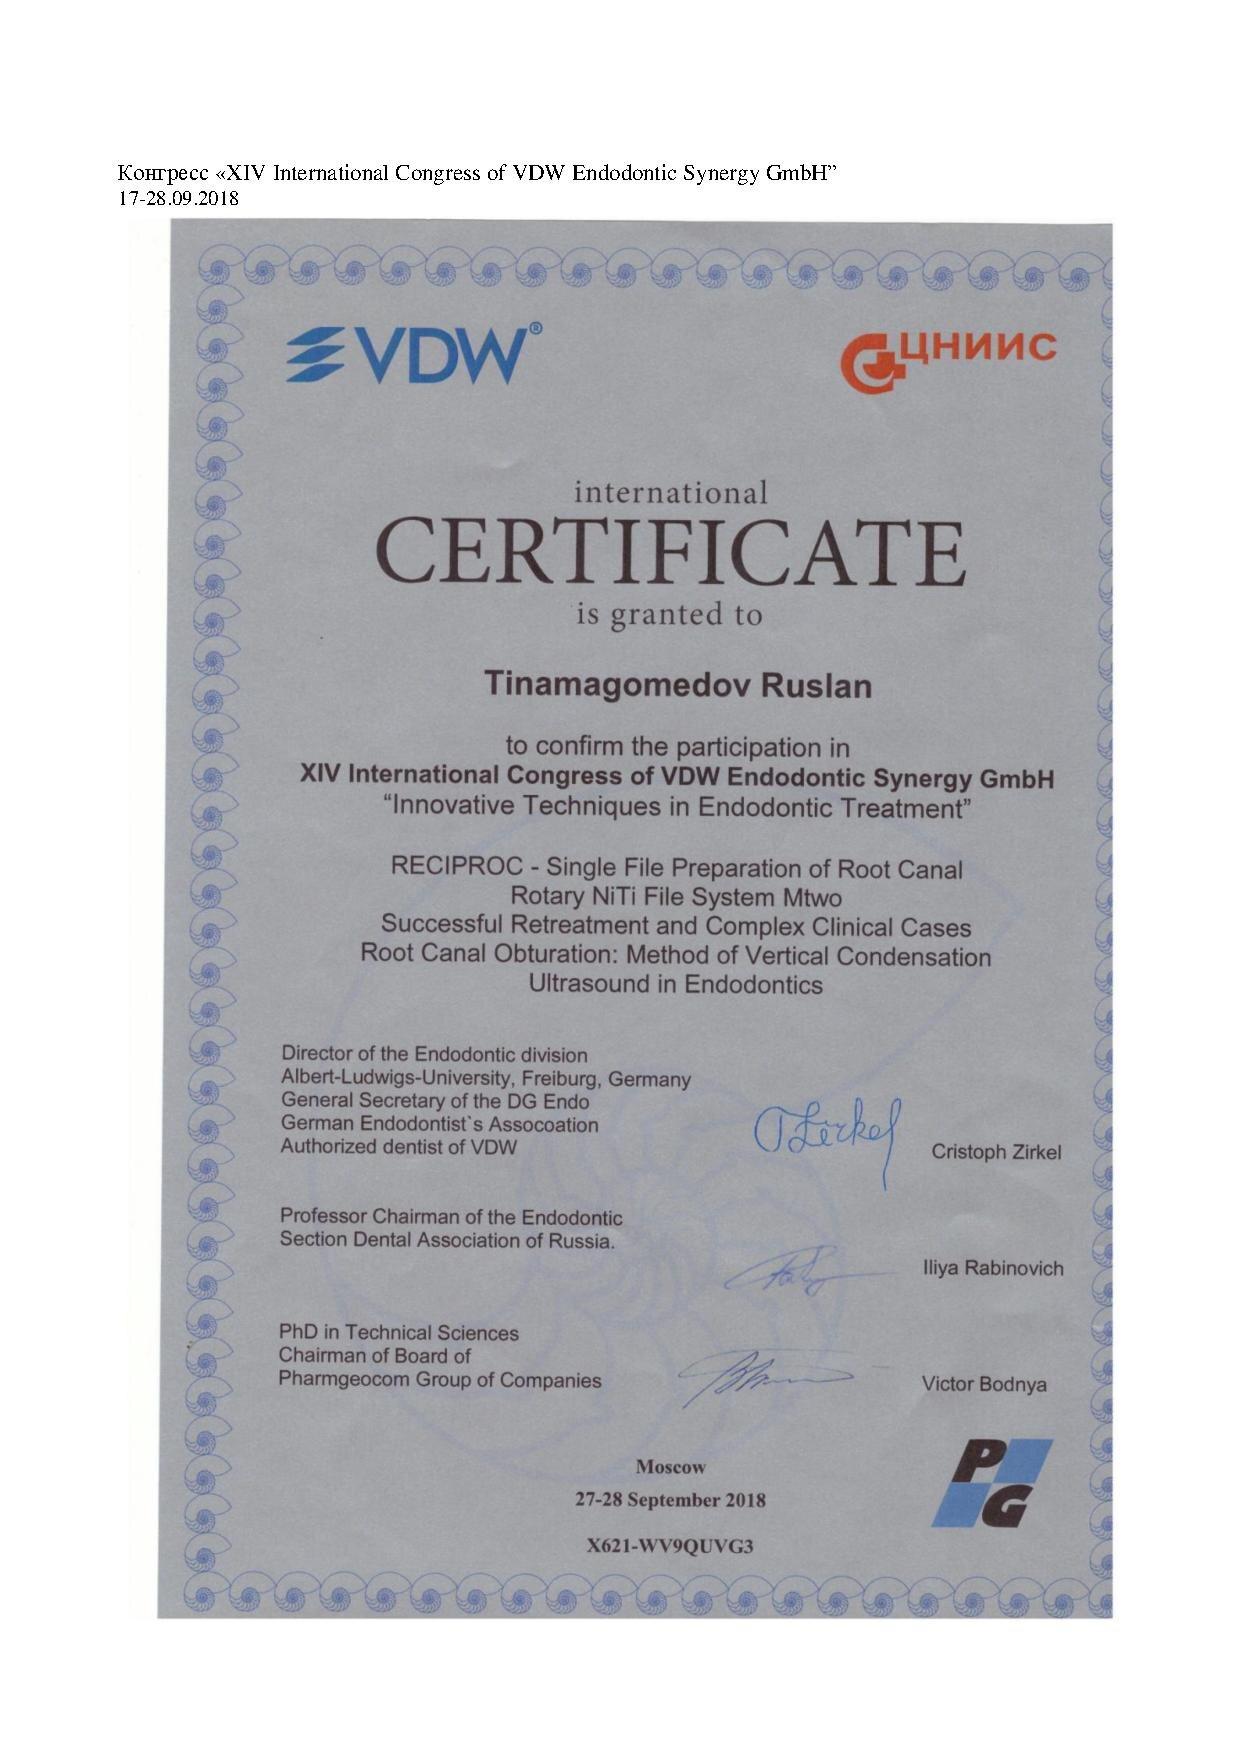 Конгресс «XIV International Congress of VDW Endodontic Synergy GmbH”
17-28.09.2018
VDW®
ЦНИИС
international
CERTIFICATE
is granted to
Tinamagomedov Ruslan
to confirm the participation in
XIV International Congress of VDW Endodontic Synergy GmbH
“Innovative Techniques in Endodontic Treatment”
RECIPROC - Single File Preparation of Root Canal
Rotary NiTi File System Mtwo
Successful Retreatment and Complex Clinical Cases
Root Canal Obturation: Method of Vertical Condensation
Ultrasound in Endodontics
Director of the Endodontic division
Albert-Ludwigs-University, Freiburg, Germany
General Secretary of the DG Endo
German Endodontist`s Assocoation
Authorized dentist of VDW
Zirkel
Cristoph Zirkel
Professor Chairman of the Endodontic
Section Dental Association of Russia.
Iliya Rabinovich
PhD in Technical Sciences
Chairman of Board of
Pharmgeocom Group of Companies
Victor Bodnya
Moscow
27-28 September 2018
X621-WV9QUVG3
PG